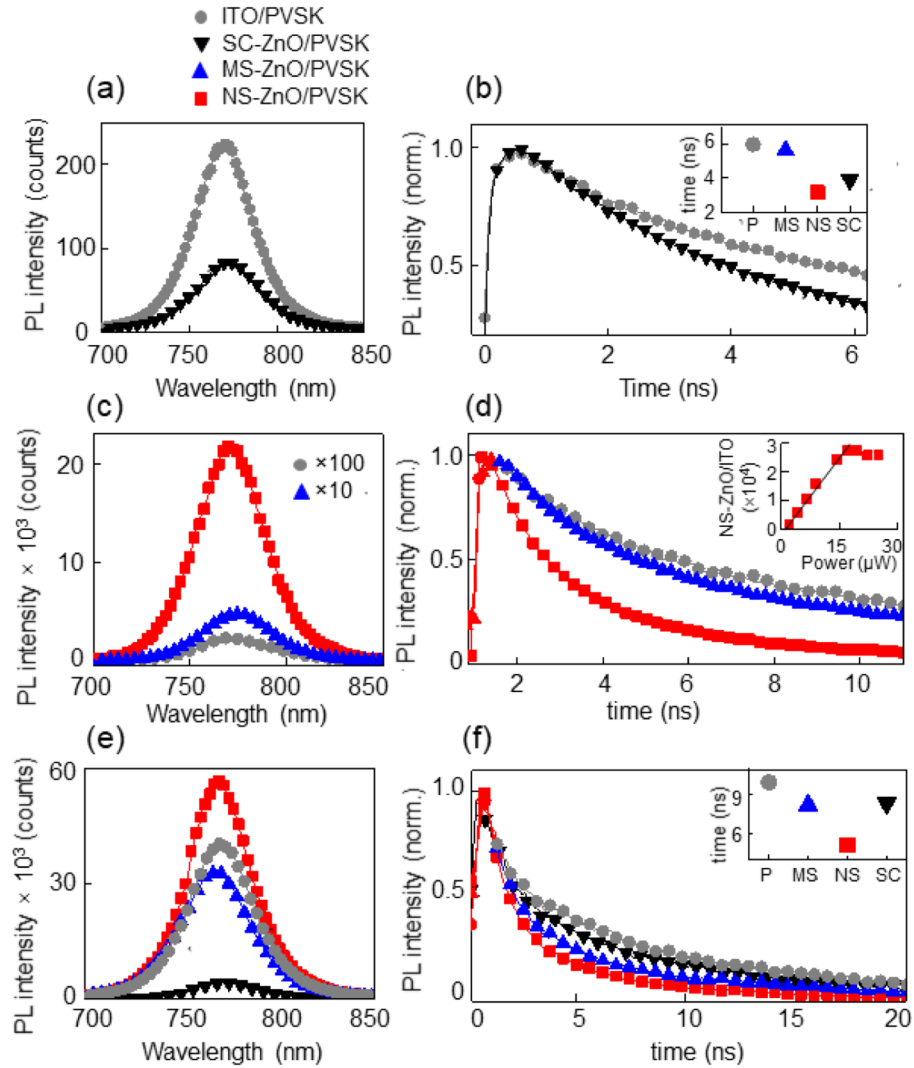 ITO/PVSK
SC-ZnO/PVSK
MS-ZnO/PVSK
NS-ZnO/PVSK
(a)
PL intensity (counts)
200
100
0
700 750 800 850
Wavelength (nm)
(b)
PL intensity (norm.)
1.0
0.5
0 2 4 6
Time (ns)
time (ns)
6
4
2
P MS NS SC
(c)
PL intensity × 10³ (counts)
20
10
0
×100
×10
700 750 800
Wavelength (nm)
(d)
PL intensity (norm.)
1.0
0.5
0.0
2 4 6 8 10
time (ns)
NS-ZnO/ITO
(×10⁴)
3
2
1
0
0 15 30
Power (μW)
(e)
PL intensity × 10³ (counts)
60
30
0
700 750 800 850
Wavelength (nm)
(f)
PL intensity (norm.)
1.0
0.5
0
0 5 10 15 20
time (ns)
time (ns)
9
6
P MS NS SC